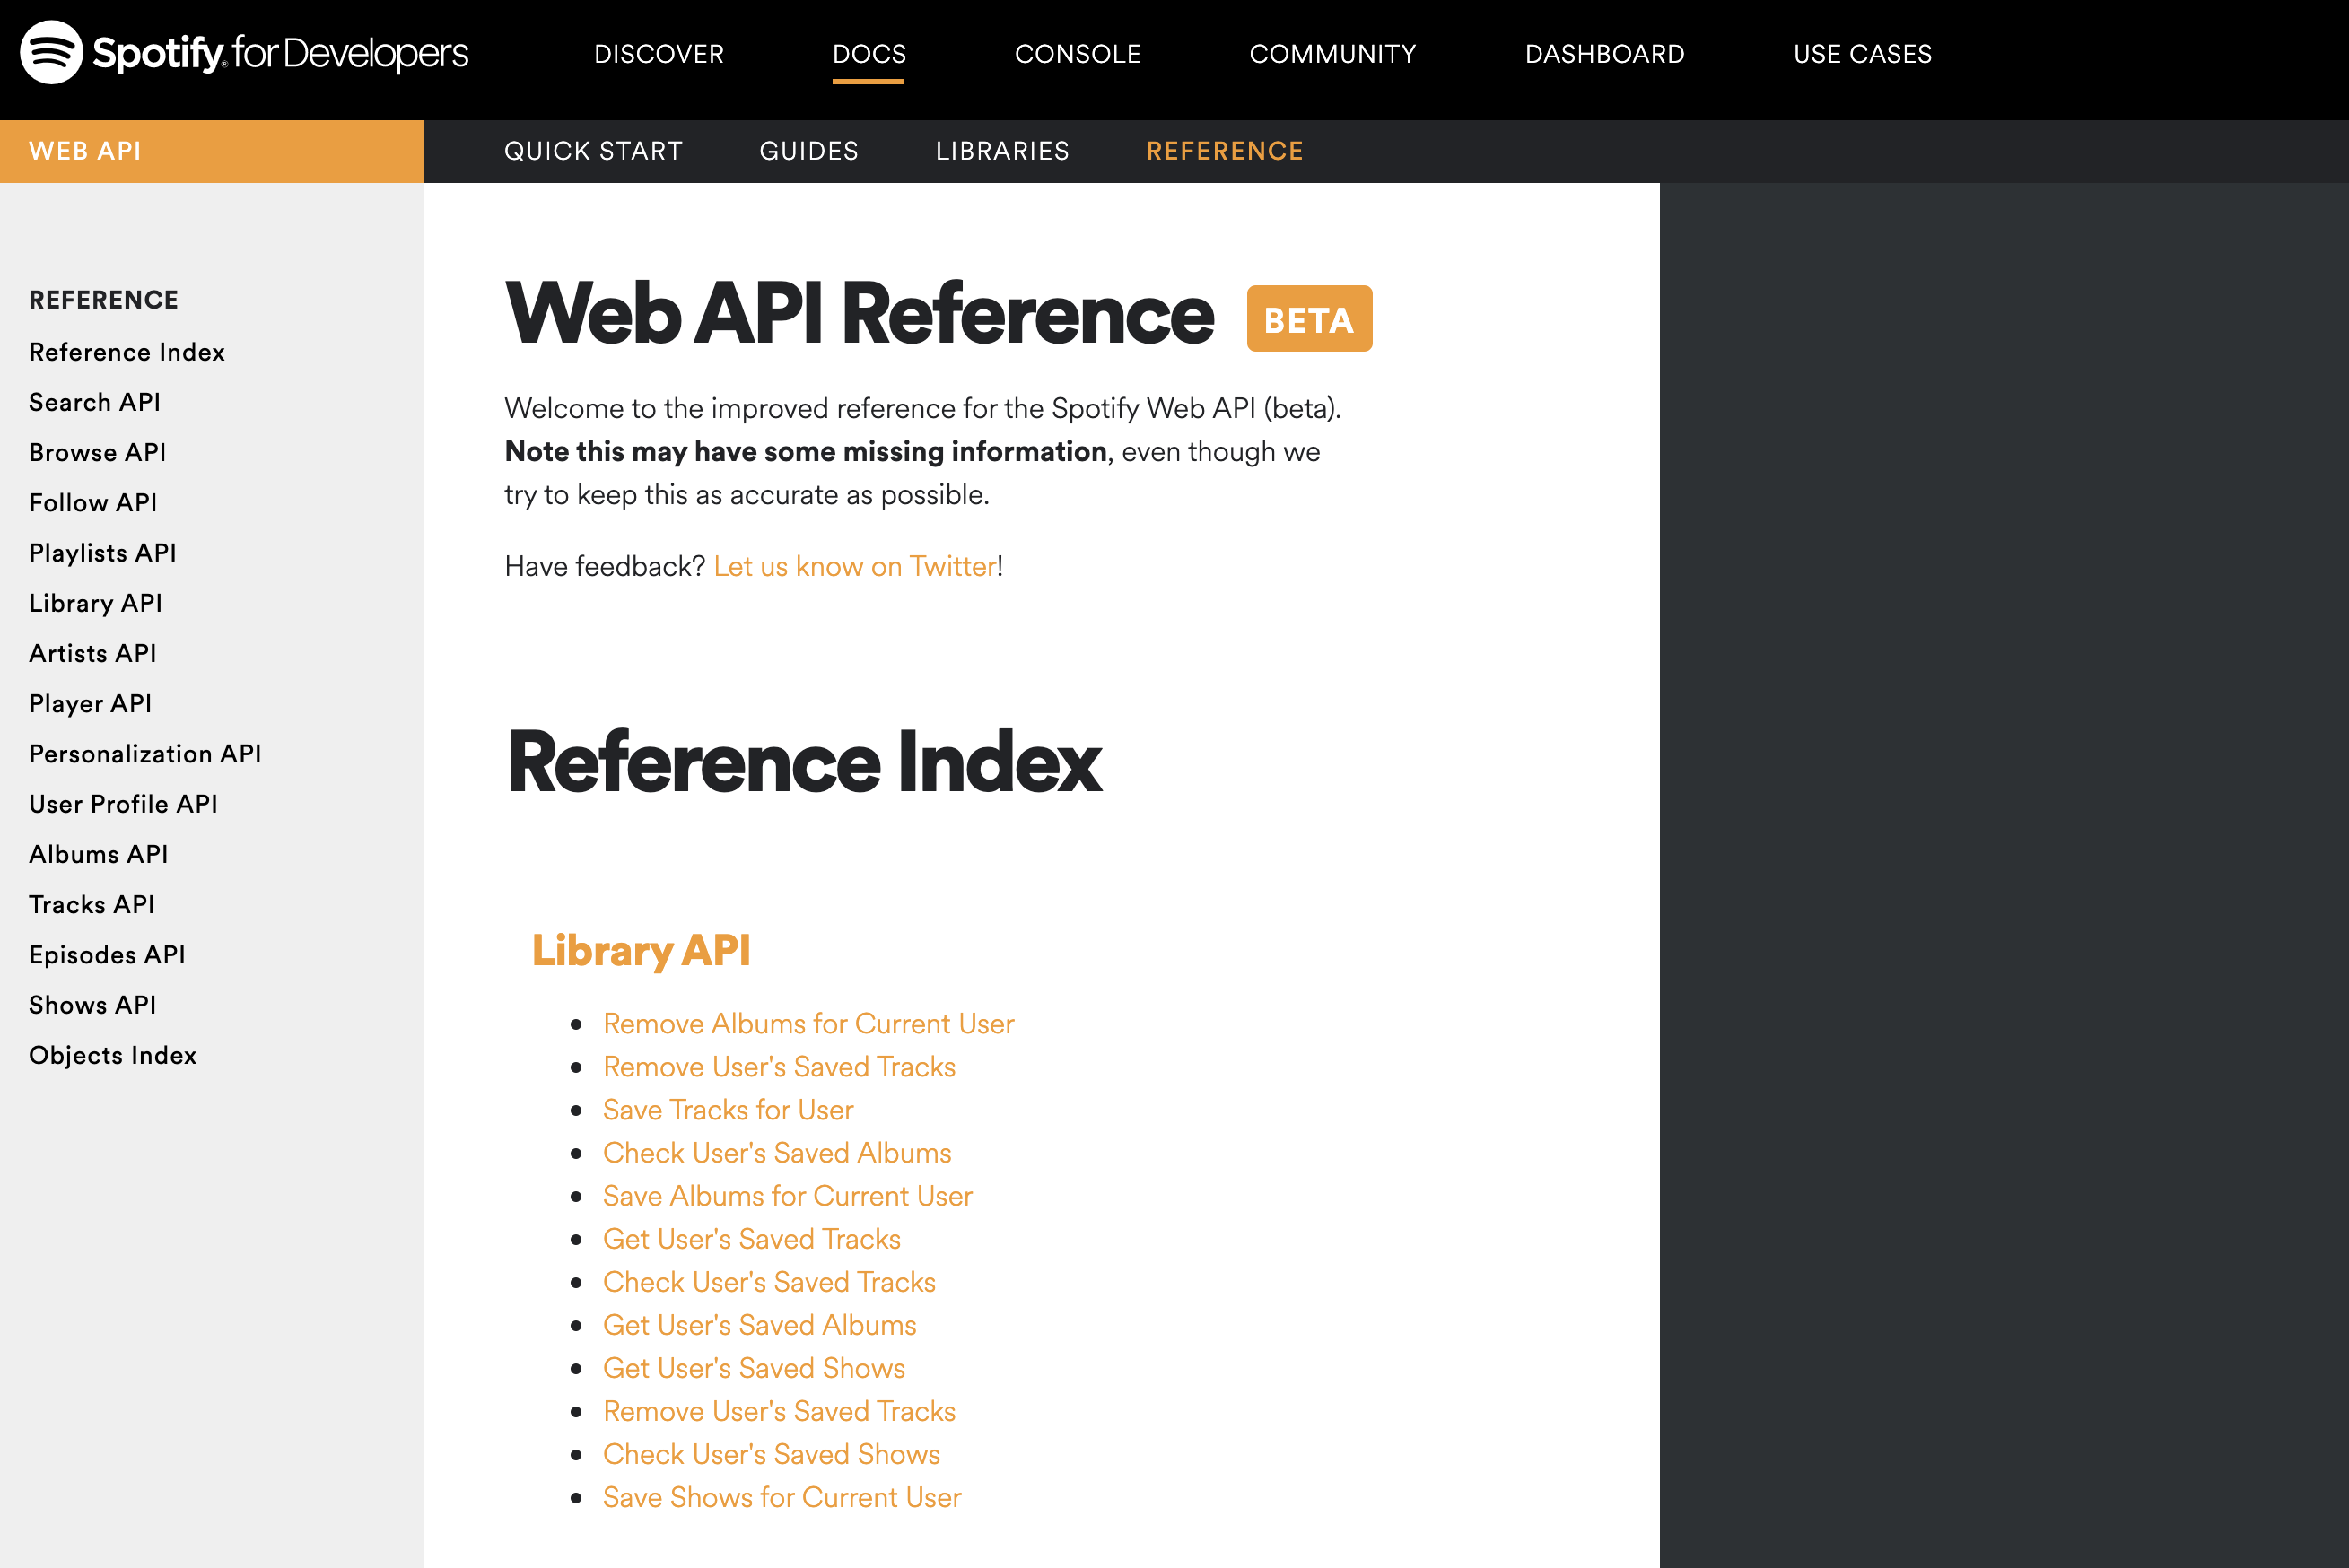 Spotify® for Developers
DISCOVER
DOCS
CONSOLE
COMMUNITY
DASHBOARD
USE CASES
WEB API
QUICK START
GUIDES
LIBRARIES
REFERENCE
REFERENCE
Reference Index
Search API
Browse API
Follow API
Playlists API
Library API
Artists API
Player API
Personalization API
User Profile API
Albums API
Tracks API
Episodes API
Shows API
Objects Index
Web API Reference BETA
Welcome to the improved reference for the Spotify Web API (beta).
Note this may have some missing information, even though we
try to keep this as accurate as possible.
Have feedback? Let us know on Twitter!
Reference Index
Library API
Remove Albums for Current User
Remove User's Saved Tracks
Save Tracks for User
Check User's Saved Albums
Save Albums for Current User
Get User's Saved Tracks
Check User's Saved Tracks
Get User's Saved Albums
Get User's Saved Shows
Remove User's Saved Tracks
Check User's Saved Shows
Save Shows for Current User